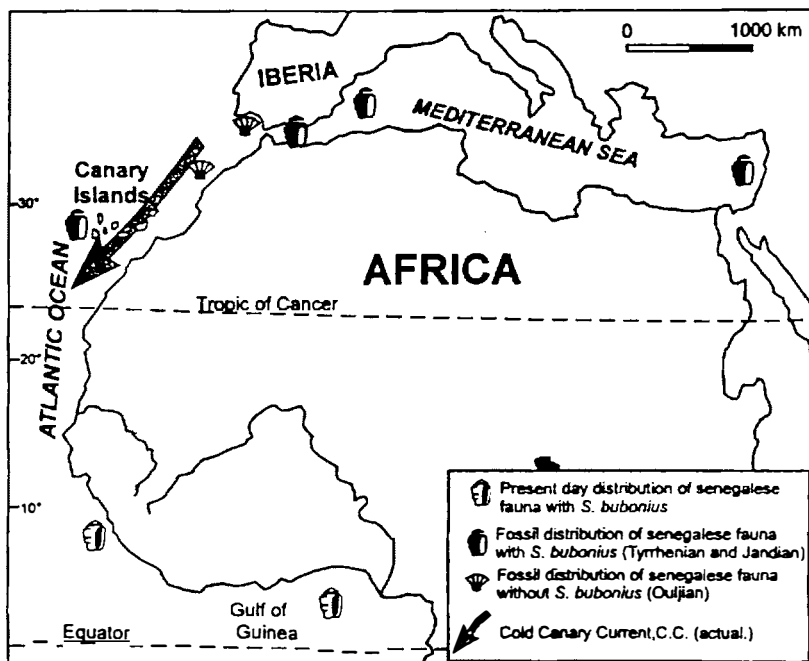 0 1000 km
IBERIA
MEDITERRANEAN SEA
Canary
Islands
30°
AFRICA
ATLANTIC OCEAN
Tropic of Cancer
20°
10°
Gulf of
Guinea
Equator
Present day distribution of senegalese
fauna with S. bubonius
Fossil distribution of senegalese fauna
with S. bubonius (Tyrrhenian and Jandian)
Fossil distribution of senegalese fauna
without S. bubonius (Ouljian)
Cold Canary Current,C.C. (actual.)